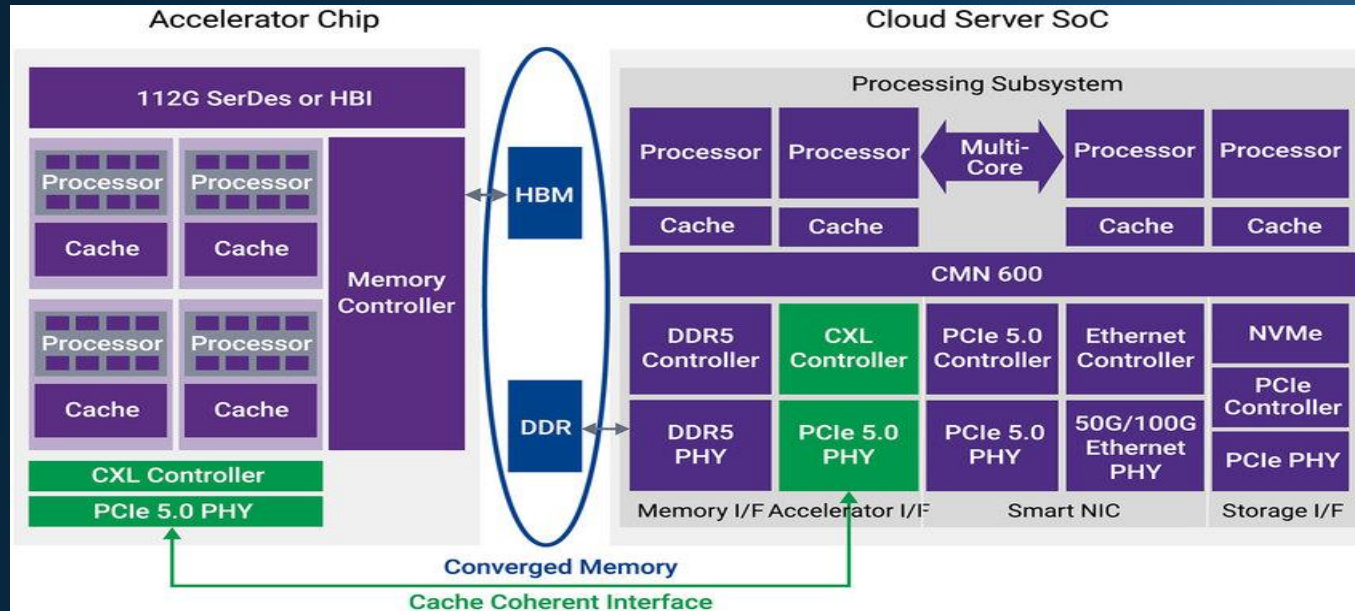 Accelerator Chip
Cloud Server SoC
112G SerDes or HBI
Processor
Processor
Cache
Cache
Processor
Processor
Cache
Cache
Memory
Controller
CXL Controller
PCIe 5.0 PHY
HBM
DDR
Processing Subsystem
Processor
Processor
Multi-
Core
Processor
Processor
Cache
Cache
Cache
Cache
CMN 600
DDR5
Controller
CXL
Controller
PCIe 5.0
Controller
Ethernet
Controller
NVMe
PCIe
Controller
DDR5
PHY
PCIe 5.0
PHY
PCIe 5.0
PHY
50G/100G
Ethernet
PHY
PCIe PHY
Memory I/F
Accelerator I/F
Smart NIC
Storage I/F
Converged Memory
Cache Coherent Interface